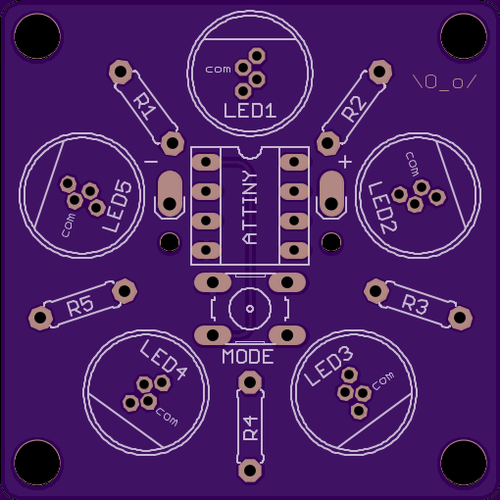 com
LED1
\O_o/
R1
R2
-
+
ATTINY
com
LED5
com
LED2
R5
R3
MODE
LED4
com
LED3
com
R4